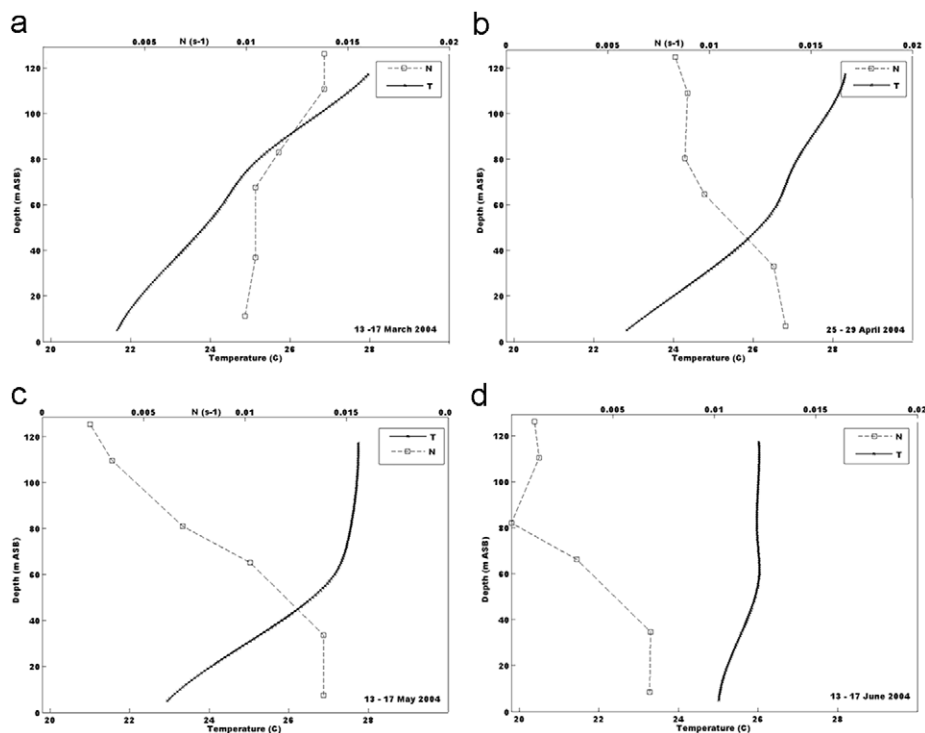 a
0.005 N (s-1) 0.01 0.015 0.02
120
100
80
60
40
20
0
Depth (m ASB)
N
T
13 -17 March 2004
20 22 24 26 28
Temperature (C)
b
0 0.005 N (s-1) 0.01 0.015 0.02
120
100
80
60
40
20
0
Depth (m ASB)
N
T
25 - 29 April 2004
20 22 24 26 28
Temperature (C)
c
0 0.005 N (s-1) 0.01 0.015 0.0
120
100
80
60
40
20
0
Depth (m ASB)
T
N
13 - 17 May 2004
20 22 24 26 28
Temperature (C)
d
0.005 N (s-1) 0.01 0.015 0.02
120
100
80
60
40
20
0
Depth (m ASB)
N
T
13 - 17 June 2004
20 22 24 26 28
Temperature (C)